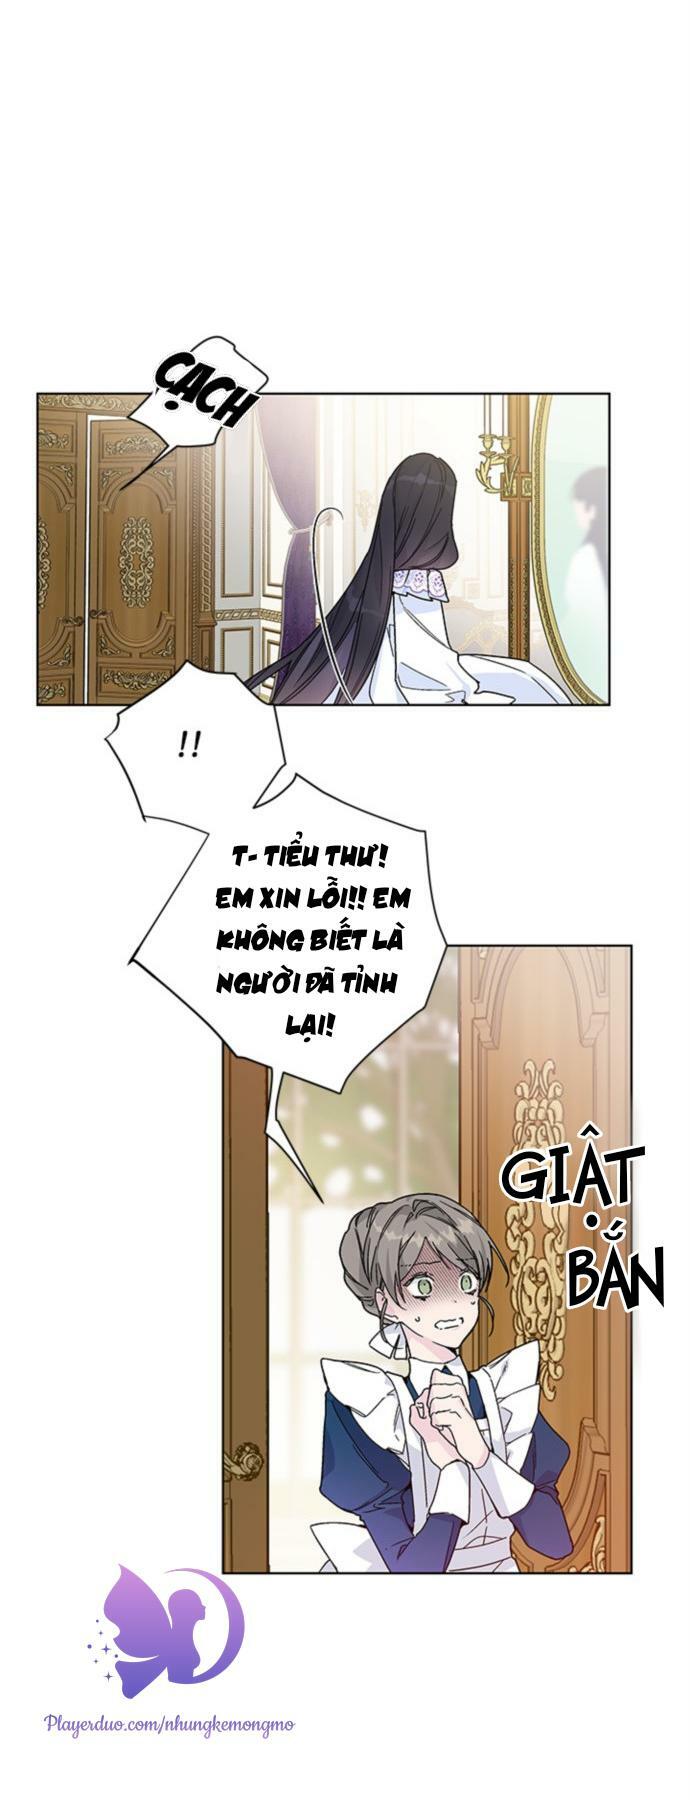 CẠCH
!!
T- TIỂU THƯ!
EM XIN LỖI!! EM
KHÔNG BIẾT LÀ
NGƯỜI ĐÃ TỈNH
LẠI!
GIẬT
BẮN
Playerduo.com/nhungkemongmo